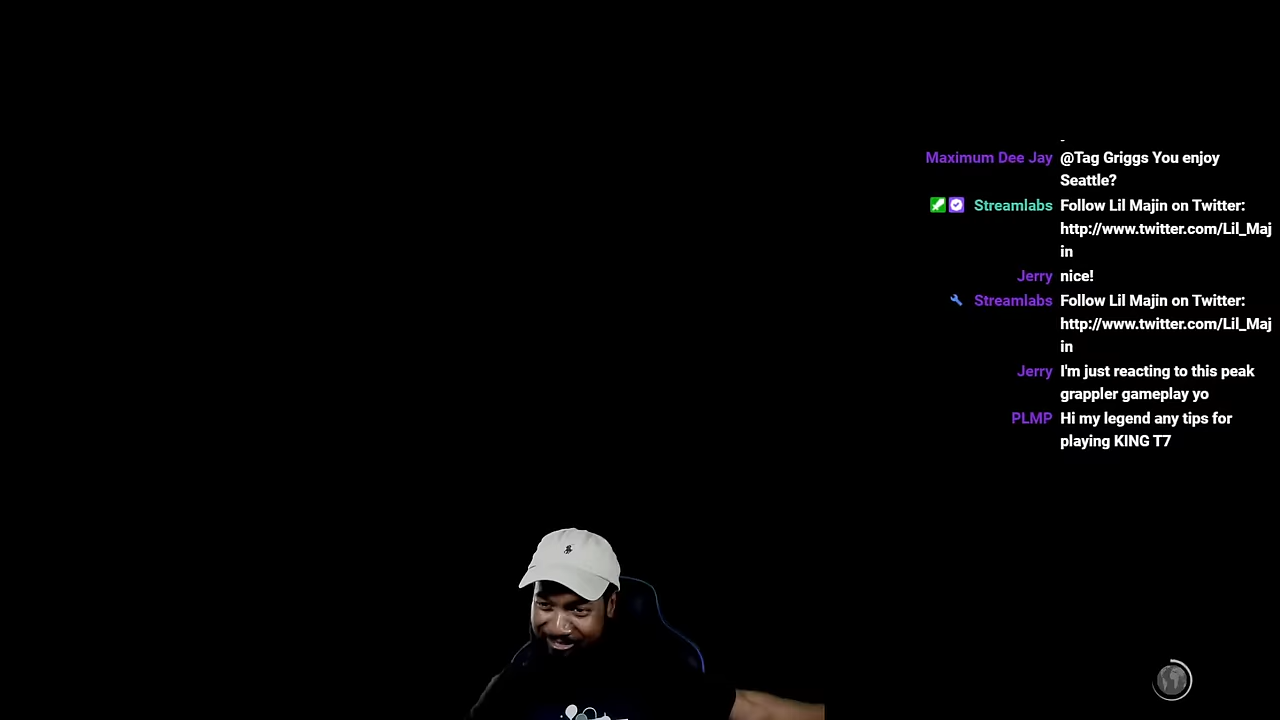 Maximum Dee Jay @Tag Griggs You enjoy
Seattle?
Streamlabs Follow Lil Majin on Twitter:
http://www.twitter.com/Lil_Maj
in
Jerry nice!
Streamlabs Follow Lil Majin on Twitter:
http://www.twitter.com/Lil_Maj
in
Jerry I'm just reacting to this peak
grappler gameplay yo
PLMP Hi my legend any tips for
playing KING T7